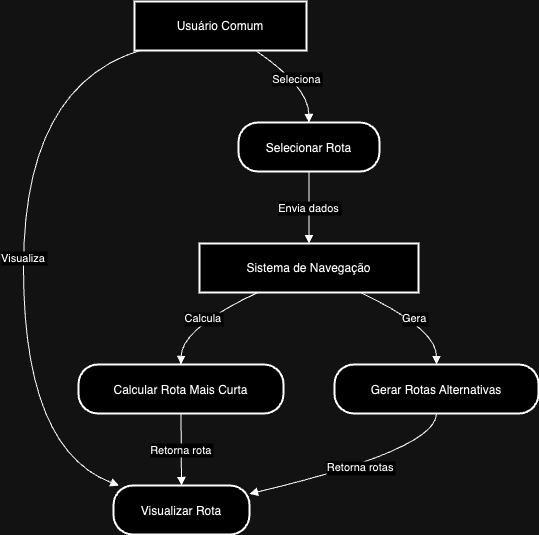 Usuário Comum
Seleciona
Selecionar Rota
Envia dados
Visualiza
Sistema de Navegação
Calcula
Gera
Calcular Rota Mais Curta
Gerar Rotas Alternativas
Retorna rota
Retorna rotas
Visualizar Rota